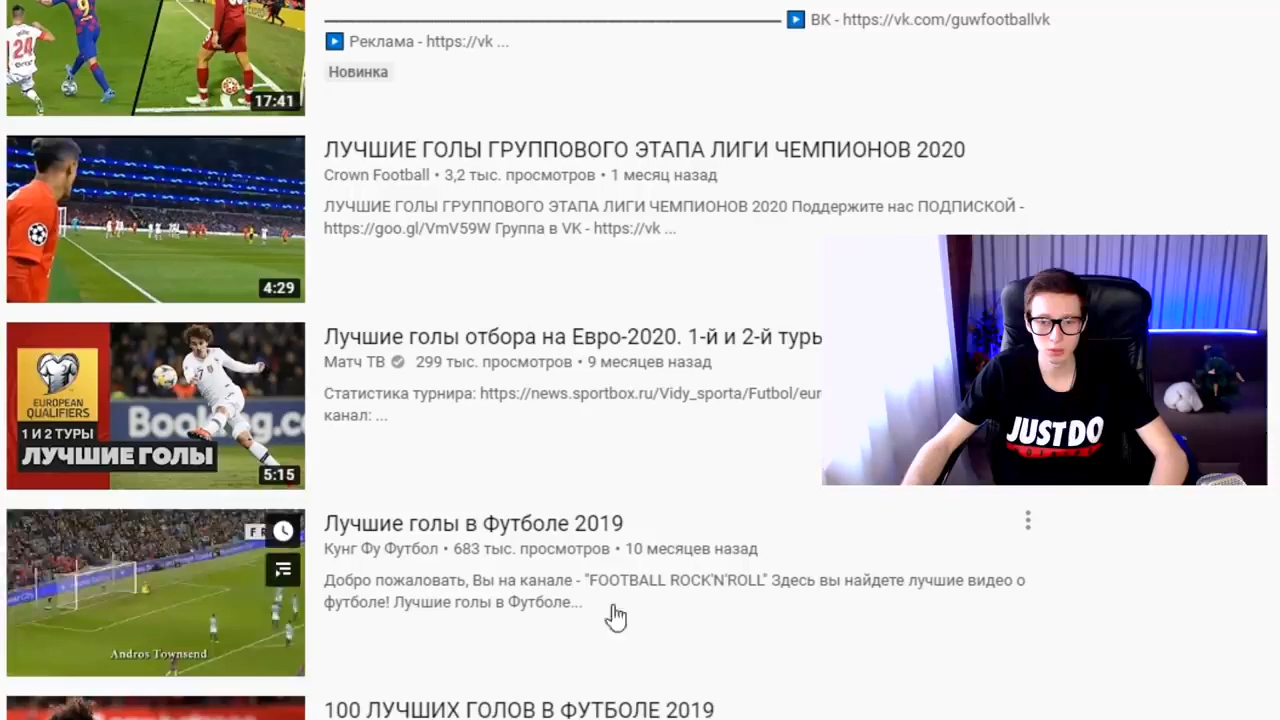 24
9
ВК - https://vk.com/guwfootballvk
Реклама - https://vk ...
Новинка
17:41
ЛУЧШИЕ ГОЛЫ ГРУППОВОГО ЭТАПА ЛИГИ ЧЕМПИОНОВ 2020
Crown Football • 3,2 тыс. просмотров • 1 месяц назад
ЛУЧШИЕ ГОЛЫ ГРУППОВОГО ЭТАПА ЛИГИ ЧЕМПИОНОВ 2020 Поддержите нас ПОДПИСКОЙ -
https://goo.gl/VmV59W Группа в VK - https://vk ...
4:29
Лучшие голы отбора на Евро-2020. 1-й и 2-й туры
Матч ТВ 299 тыс. просмотров • 9 месяцев назад
Статистика турнира: https://news.sportbox.ru/Vidy_sporta/Futbol/eur
канал: ...
EUROPEAN
QUALIFIERS
Booking.c
1 И 2 ТУРЫ
ЛУЧШИЕ ГОЛЫ
5:15
JUST DO
Лучшие голы в Футболе 2019
Кунг Фу Футбол • 683 тыс. просмотров • 10 месяцев назад
Добро пожаловать, Вы на канале - "FOOTBALL ROCK'N'ROLL" Здесь вы найдете лучшие видео о
футболе! Лучшие голы в Футболе...
F R
Andros Townsend
100 ЛУЧШИХ ГОЛОВ В ФУТБОЛЕ 2019